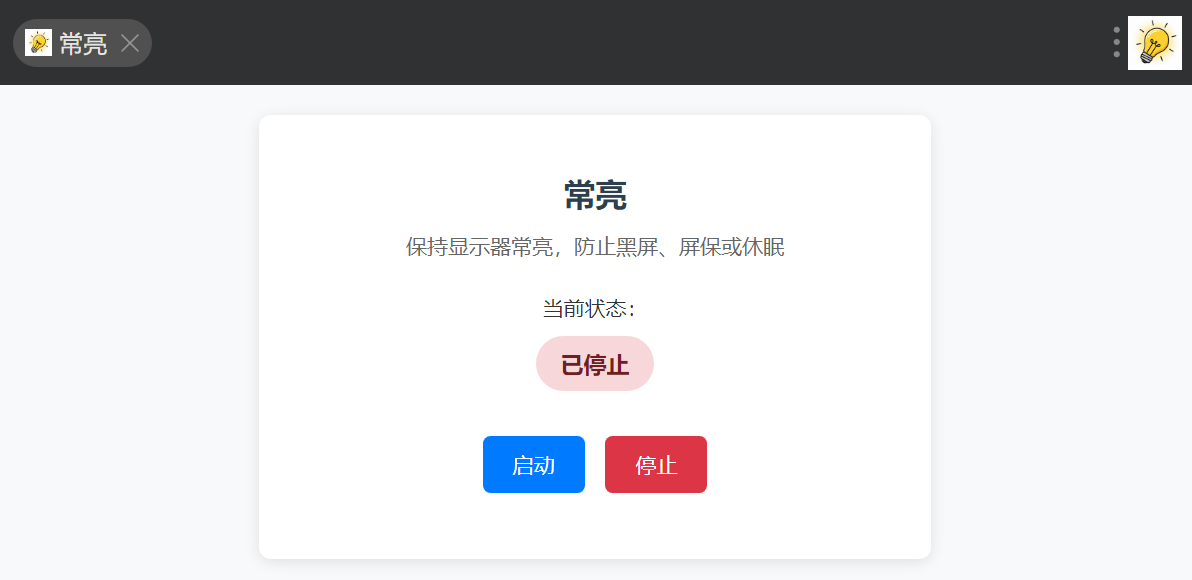 常亮
常亮
保持显示器常亮，防止黑屏、屏保或休眠
当前状态：
已停止
启动
停止